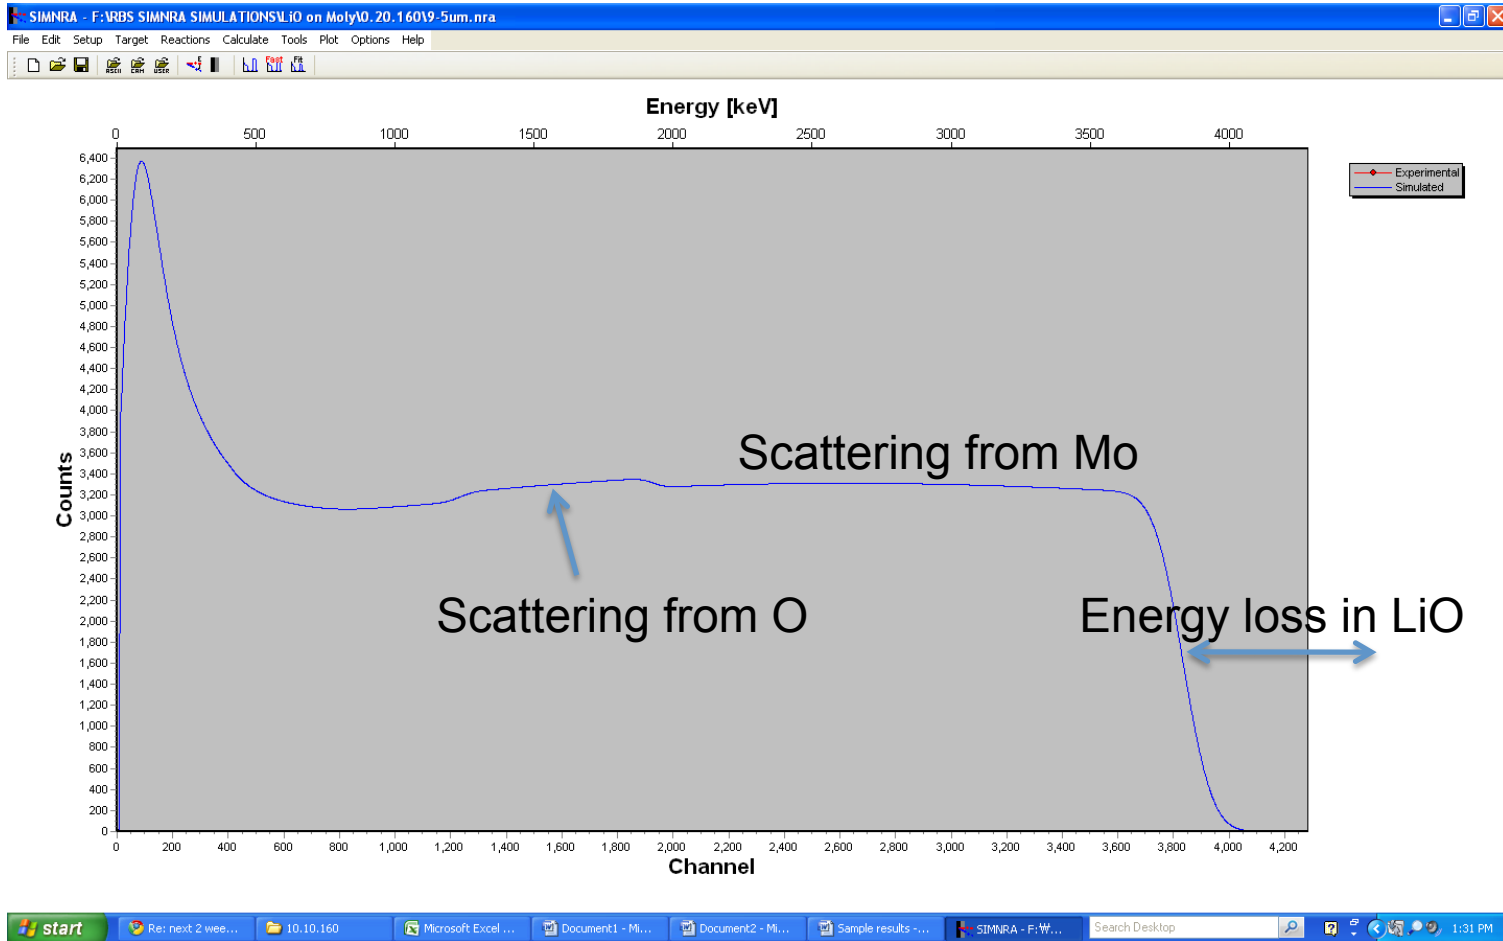 SIMNRA - F:\RBS SIMNRA SIMULATIONS\LiO on Moly\0.20.160\9-5um.nra
File Edit Setup Target Reactions Calculate Tools Plot Options Help
ASCII CAM USER E Fast Fit
Energy [keV]
0 500 1000 1500 2000 2500 3000 3500 4000
6,400
6,200
6,000
5,800
5,600
5,400
5,200
5,000
4,800
4,600
4,400
4,200
4,000
3,800
3,600
3,400
3,200
3,000
2,800
2,600
2,400
2,200
2,000
1,800
1,600
1,400
1,200
1,000
800
600
400
200
0
Counts
Experimental
Simulated
Scattering from Mo
Scattering from O
Energy loss in LiO
0 200 400 600 800 1,000 1,200 1,400 1,600 1,800 2,000 2,200 2,400 2,600 2,800 3,000 3,200 3,400 3,600 3,800 4,000 4,200
Channel
start Re: next 2 wee... 10.10.160 Microsoft Excel ... Document1 - Mi... Document2 - Mi... Sample results -... SIMNRA - F:₩... Search Desktop 1:31 PM